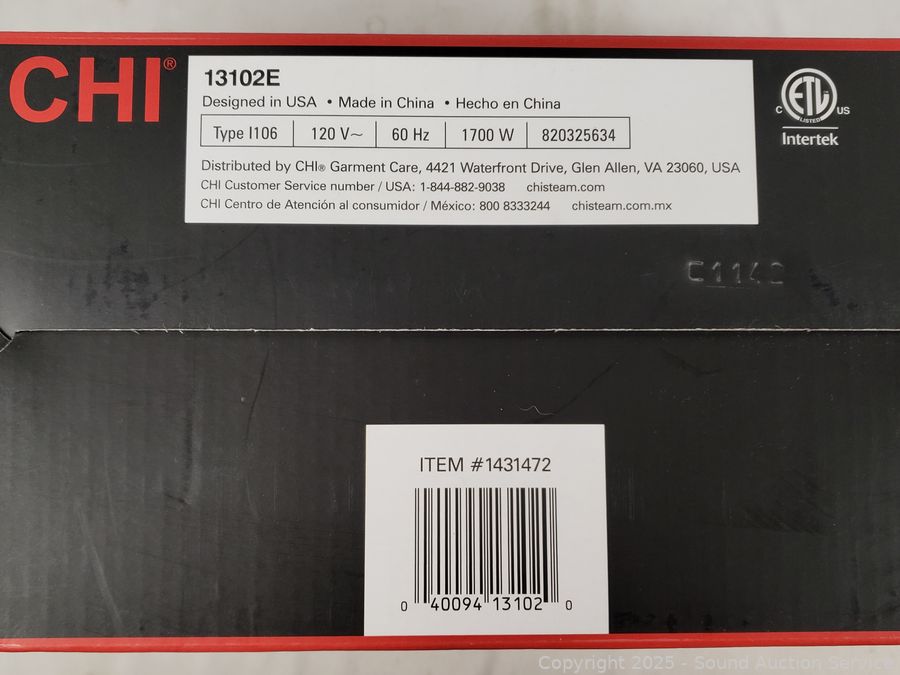 CHI®
13102E
Designed in USA • Made in China • Hecho en China
Type I106 120 V~ 60 Hz 1700 W 820325634
Distributed by CHI® Garment Care, 4421 Waterfront Drive, Glen Allen, VA 23060, USA
CHI Customer Service number / USA: 1-844-882-9038 chisteam.com
CHI Centro de Atención al consumidor / México: 800 8333244 chisteam.com.mx
C ETL US
LISTED
Intertek
ITEM #1431472
0 40094 13102 0
Copyright 2025 - Sound Auction Service